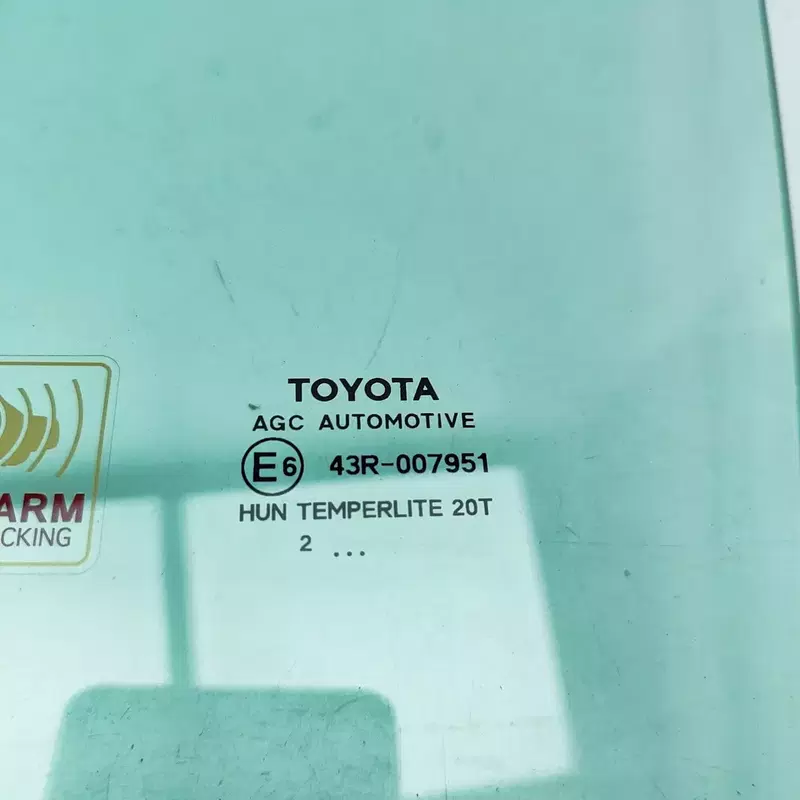 TOYOTA
AGC AUTOMOTIVE
E6 43R-007951
HUN TEMPERLITE 20T
2 ...
ARM
CKING